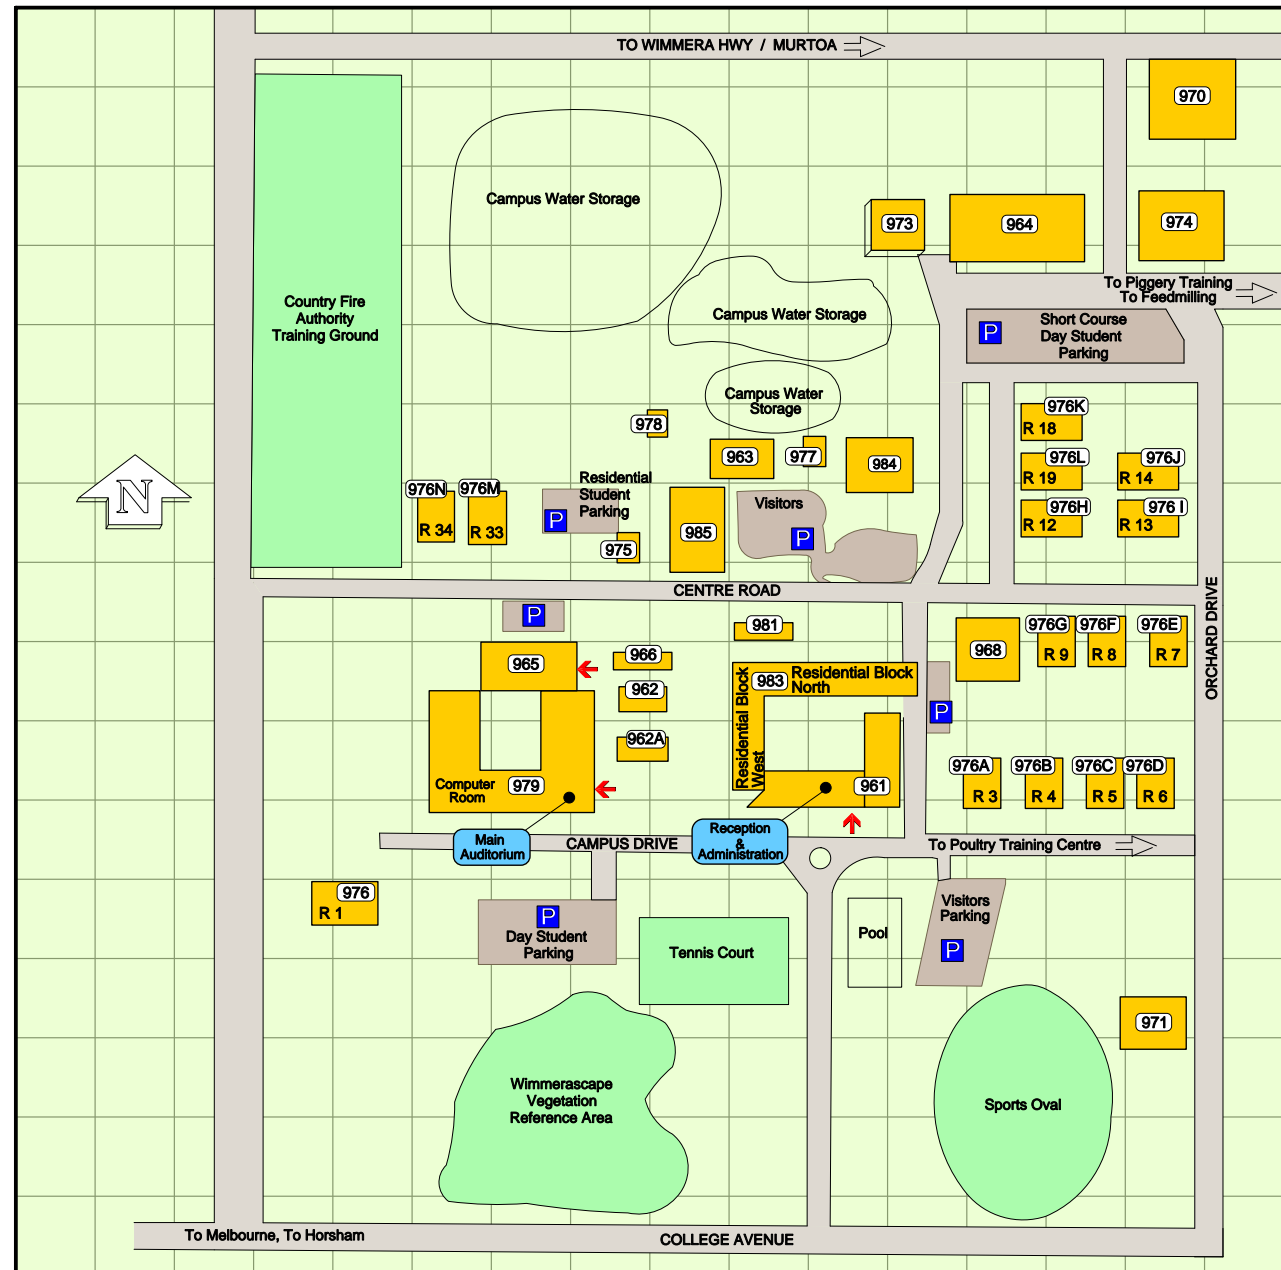 TO WIMMERA HWY / MURTOA
970
Campus Water Storage
973
964
974
To Piggery Training
To Feedmilling
Country Fire
Authority
Training Ground
Campus Water Storage
Short Course
Day Student
Parking
P
Campus Water
Storage
978
963
977
984
976K
R 18
976L
R 19
976J
R 14
976H
R 12
976 I
R 13
N
976N
R 34
976M
R 33
Residential
Student
Parking
P
975
985
Visitors
P
CENTRE ROAD
ORCHARD DRIVE
P
965
966
962
962A
981
983
Residential Block
North
Residential Block
West
968
976G
R 9
976F
R 8
976E
R 7
P
Computer
Room
979
961
976A
R 3
976B
R 4
976C
R 5
976D
R 6
Main
Auditorium
CAMPUS DRIVE
Reception
&
Administration
To Poultry Training Centre
976
R 1
P
Day Student
Parking
Tennis Court
Pool
Visitors
Parking
P
971
Wimmerascape
Vegetation
Reference Area
Sports Oval
To Melbourne, To Horsham
COLLEGE AVENUE